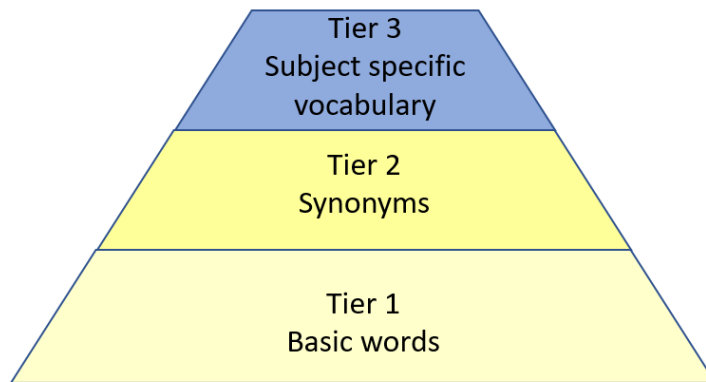 Tier 3
Subject specific
vocabulary
Tier 2
Synonyms
Tier 1
Basic words